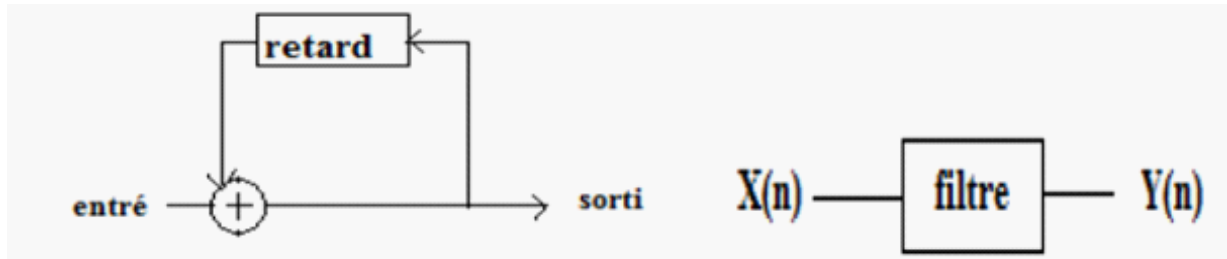 retard
entré + sorti
X(n) filtre Y(n)